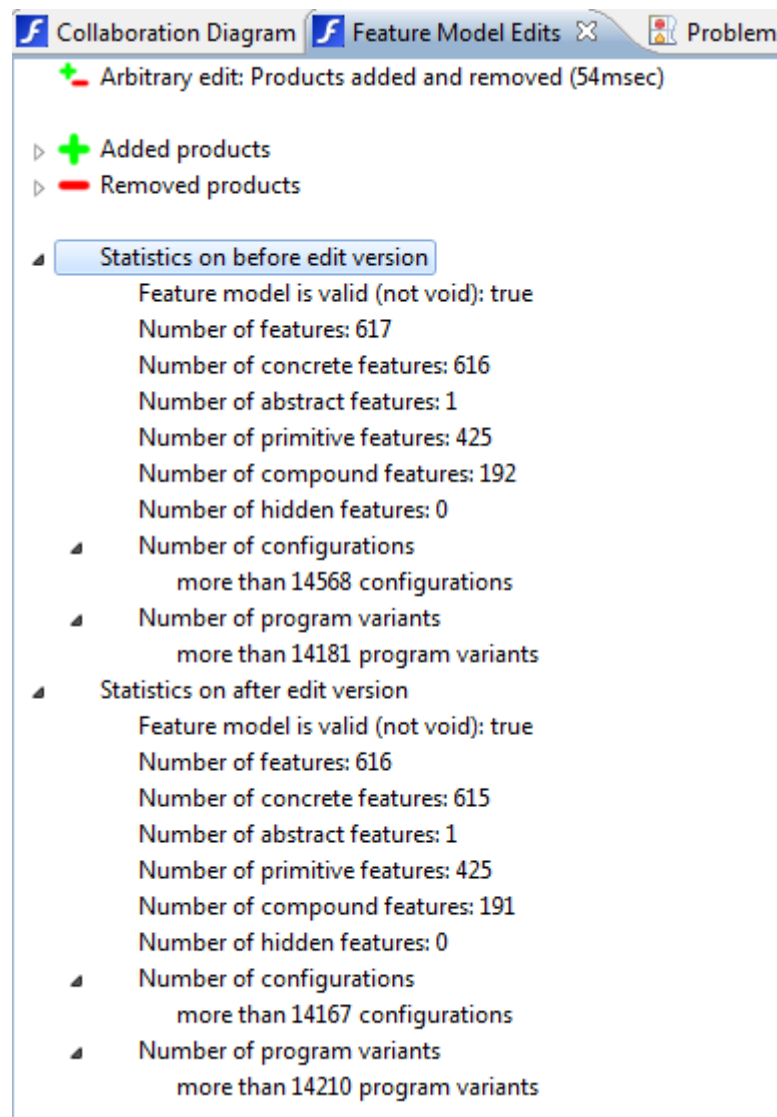 Collaboration Diagram Feature Model Edits Problem
Arbitrary edit: Products added and removed (54msec)
Added products
Removed products
Statistics on before edit version
Feature model is valid (not void): true
Number of features: 617
Number of concrete features: 616
Number of abstract features: 1
Number of primitive features: 425
Number of compound features: 192
Number of hidden features: 0
Number of configurations
more than 14568 configurations
Number of program variants
more than 14181 program variants
Statistics on after edit version
Feature model is valid (not void): true
Number of features: 616
Number of concrete features: 615
Number of abstract features: 1
Number of primitive features: 425
Number of compound features: 191
Number of hidden features: 0
Number of configurations
more than 14167 configurations
Number of program variants
more than 14210 program variants